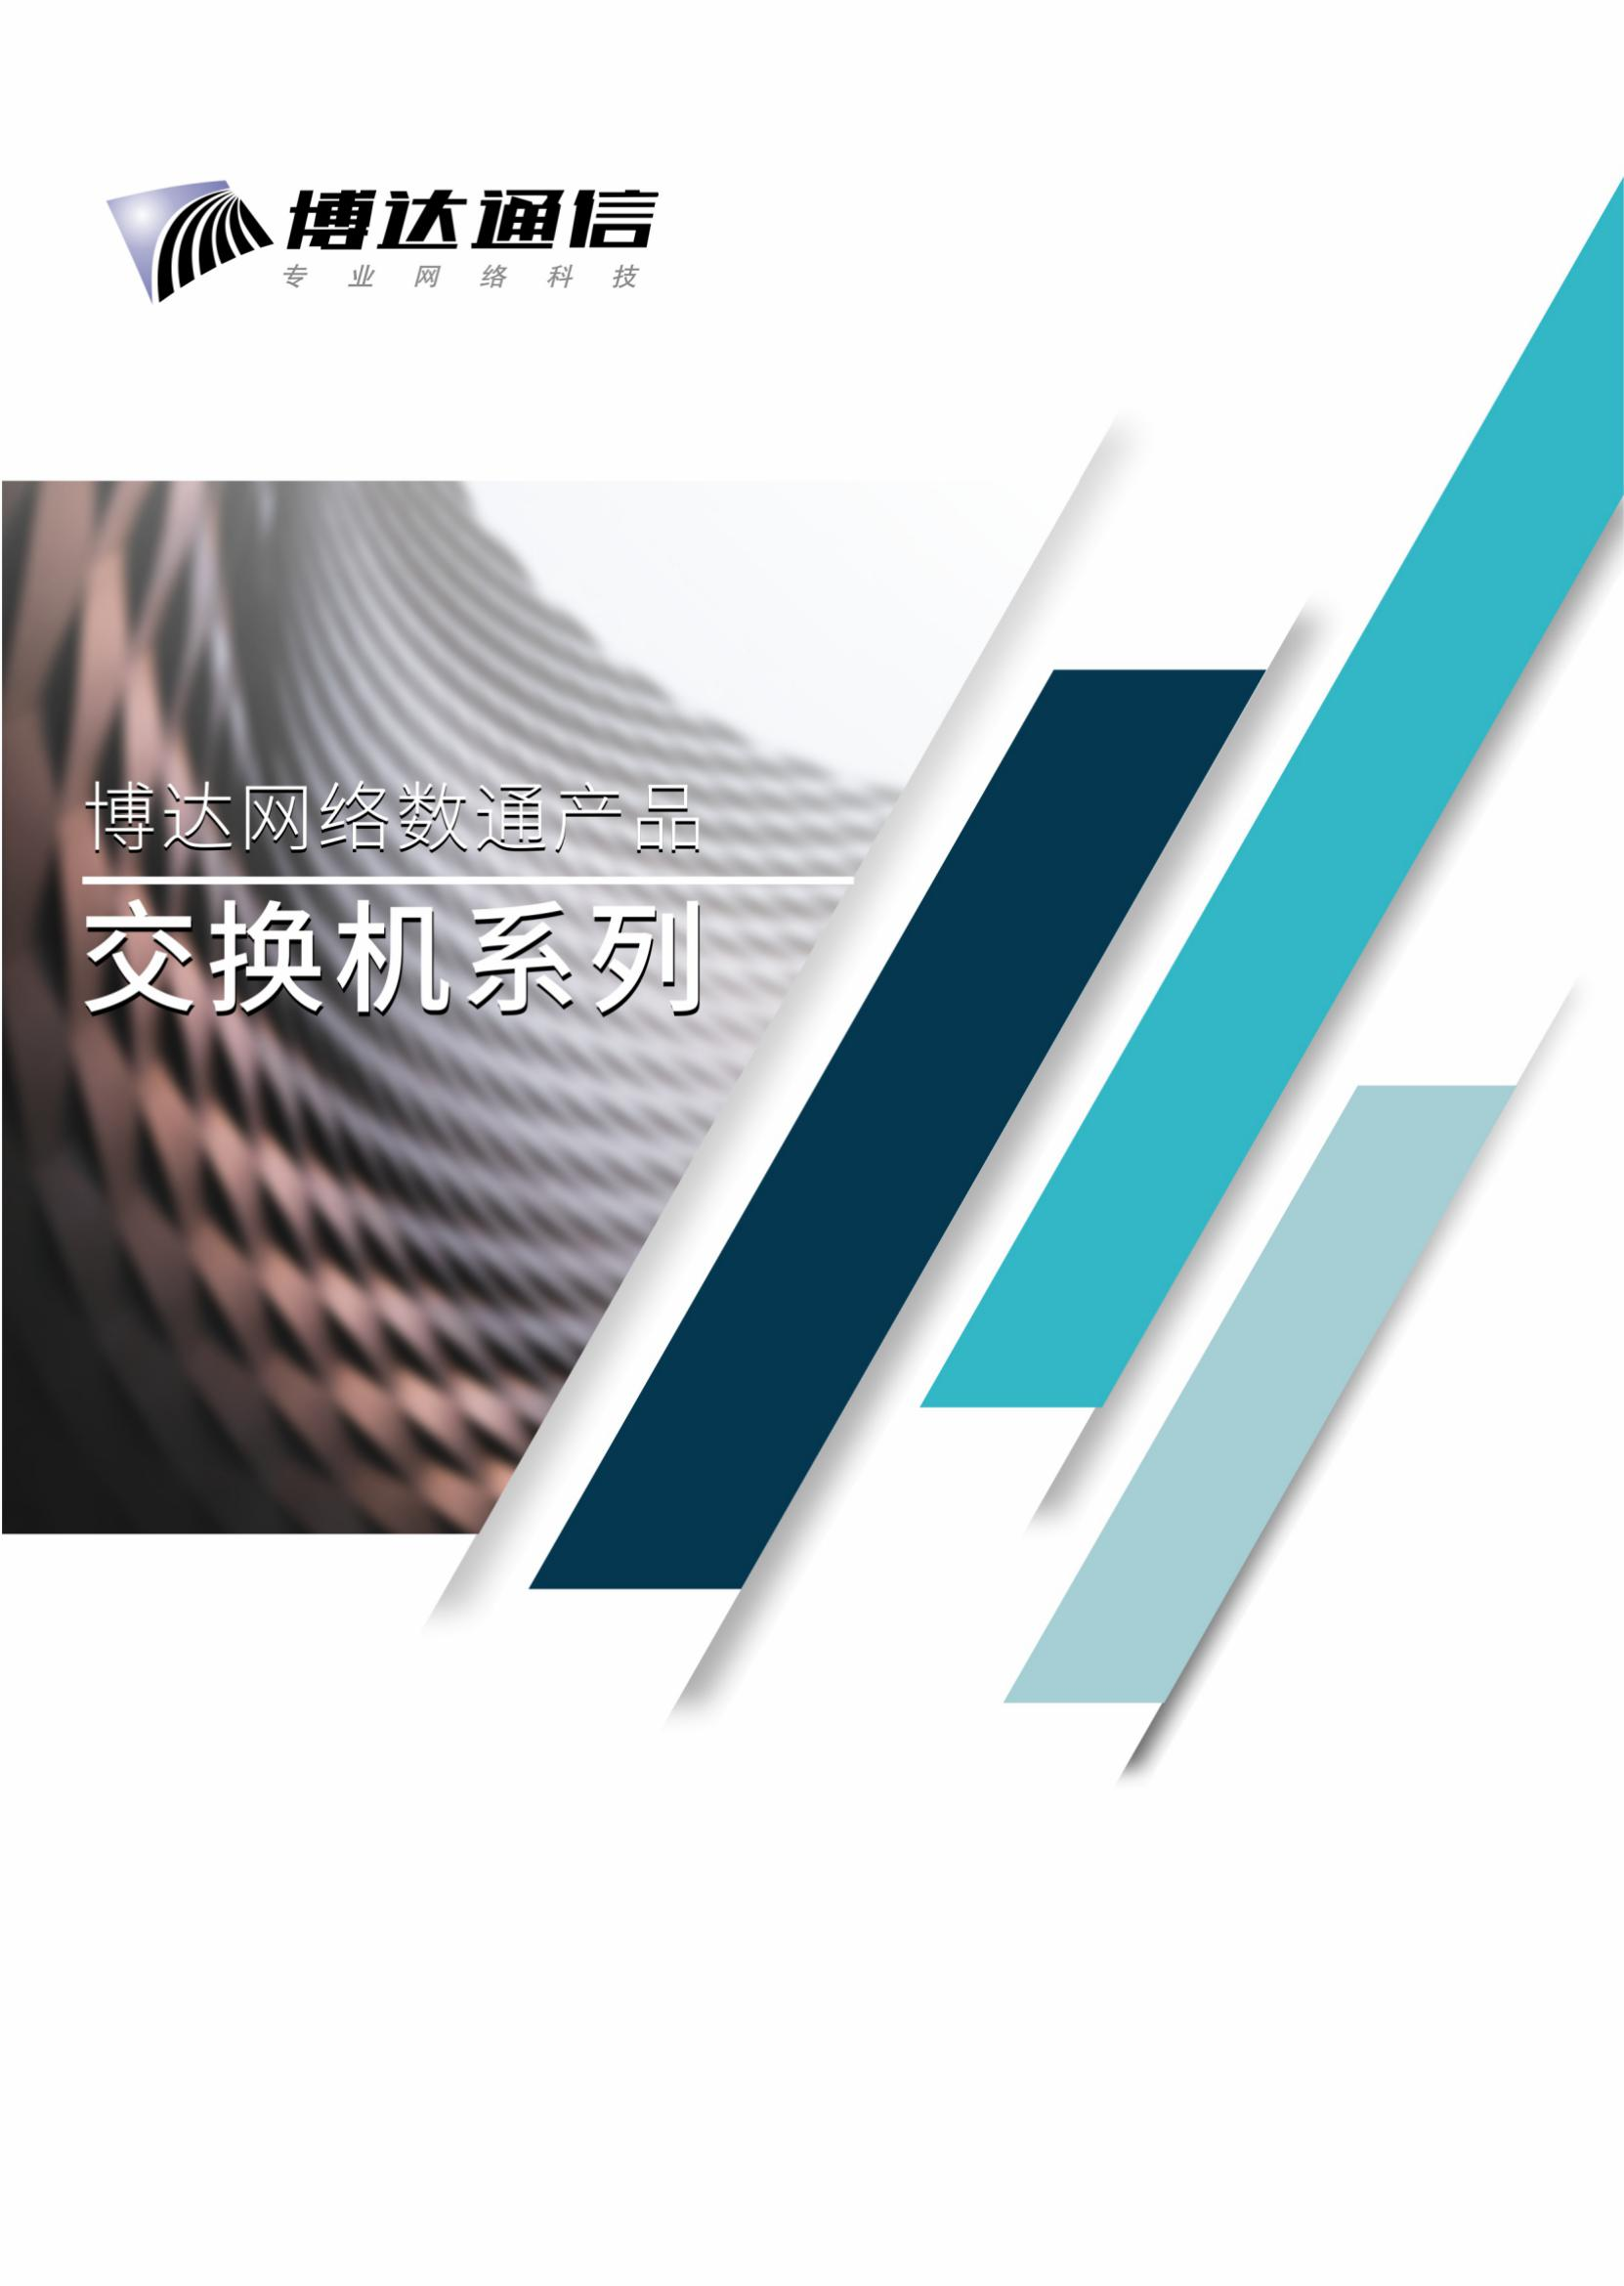 博达通信
专业网络科技
博达网络数通产品
交换机系列